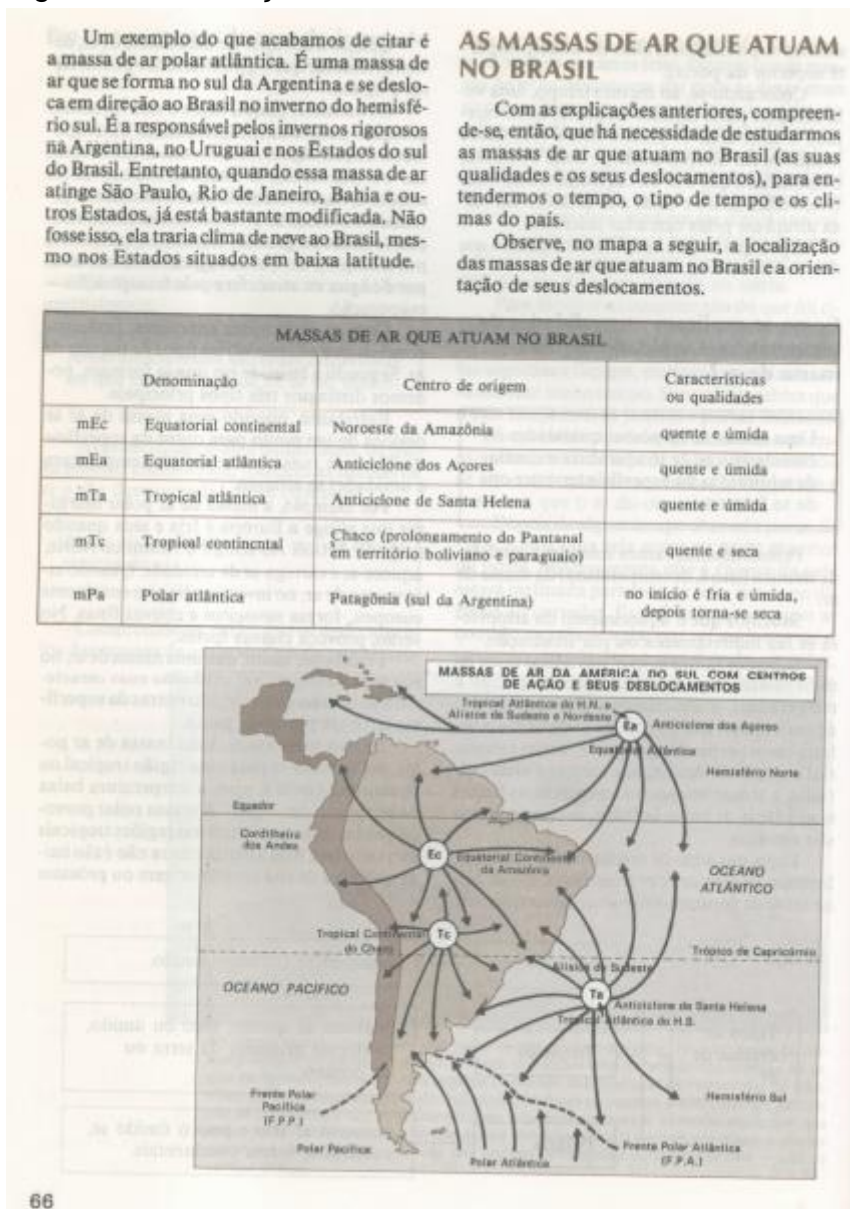 Um exemplo do que acabamos de citar é
a massa de ar polar atlântica. É uma massa de
ar que se forma no sul da Argentina e se deslo-
ca em direção ao Brasil no inverno do hemisfé-
rio sul. É a responsável pelos invernos rigorosos
na Argentina, no Uruguai e nos Estados do sul
do Brasil. Entretanto, quando essa massa de ar
atinge São Paulo, Rio de Janeiro, Bahia e ou-
tros Estados, já está bastante modificada. Não
fosse isso, ela traria clima de neve ao Brasil, mes-
mo nos Estados situados em baixa latitude.
AS MASSAS DE AR QUE ATUAM
NO BRASIL
Com as explicações anteriores, compreen-
de-se, então, que há necessidade de estudarmos
as massas de ar que atuam no Brasil (as suas
qualidades e os seus deslocamentos), para en-
tendermos o tempo, o tipo de tempo e os cli-
mas do país.
Observe, no mapa a seguir, a localização
das massas de ar que atuam no Brasil e a orien-
tação de seus deslocamentos.
MASSAS DE AR QUE ATUAM NO BRASIL
Denominação Centro de origem Características
ou qualidades
mEc Equatorial continental Noroeste da Amazônia quente e úmida
mEa Equatorial atlântica Anticiclone dos Açores quente e úmida
mTa Tropical atlântica Anticiclone de Santa Helena quente e úmida
mTc Tropical continental Chaco (prolongamento do Pantanal
em território boliviano e paraguaio) quente e seca
mPa Polar atlântica Patagônia (sul da Argentina) no início é fria e úmida,
depois torna-se seca
MASSAS DE AR DA AMÉRICA DO SUL COM CENTROS
DE AÇÃO E SEUS DESLOCAMENTOS
Tropical Atlântica do H.N. e
Alísios de Sudeste e Nordeste
Ea Anticiclone dos Açores
Equatorial Atlântica
Hemisfério Norte
Equador
Cordilheira
dos Andes
Ec Equatorial Continental
da Amazônia
OCEANO
ATLÂNTICO
Tropical Continental
do Chaco
Tc
Trópico de Capricórnio
Alísios de Sudeste
OCEANO PACÍFICO
Ta
Anticiclone de Santa Helena
Tropical Atlântica do H.S.
Frente Polar
Pacífica
(F.P.P.)
Hemisfério Sul
Polar Pacífica
Polar Atlântica
Frente Polar Atlântica
(F.P.A.)
66